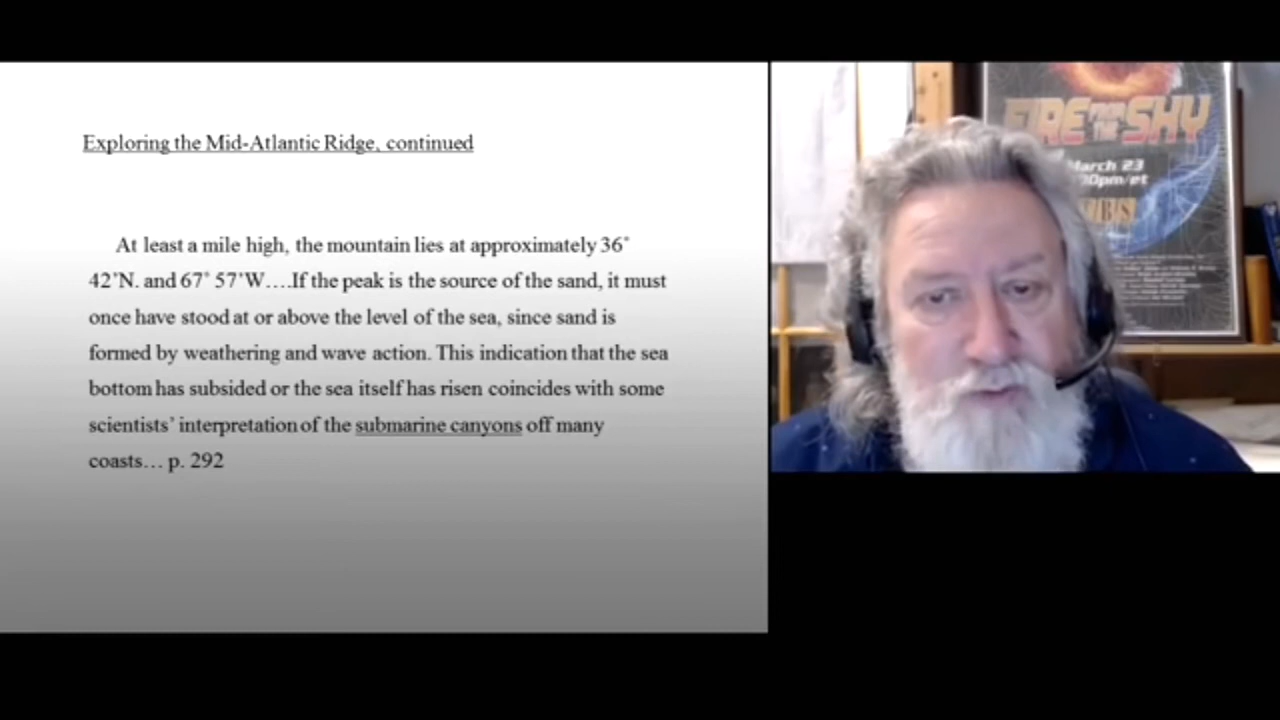 Exploring the Mid-Atlantic Ridge, continued
At least a mile high, the mountain lies at approximately 36˚
42’N. and 67˚ 57’W….If the peak is the source of the sand, it must
once have stood at or above the level of the sea, since sand is
formed by weathering and wave action. This indication that the sea
bottom has subsided or the sea itself has risen coincides with some
scientists’ interpretation of the submarine canyons off many
coasts… p. 292
FIRE FROM THE SKY
March 23
0pm/et